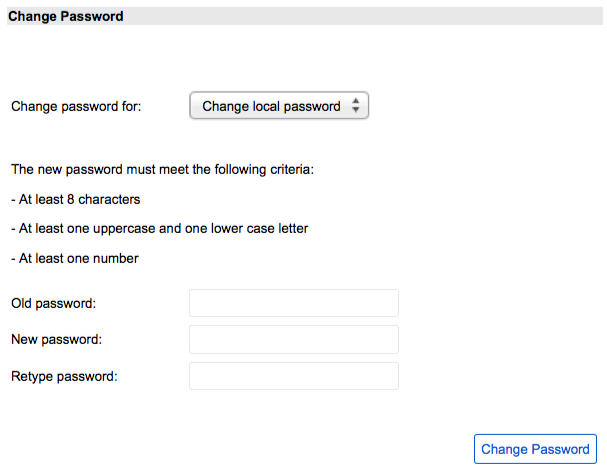 Change Password
Change password for: Change local password
The new password must meet the following criteria:
- At least 8 characters
- At least one uppercase and one lower case letter
- At least one number
Old password:
New password:
Retype password:
Change Password